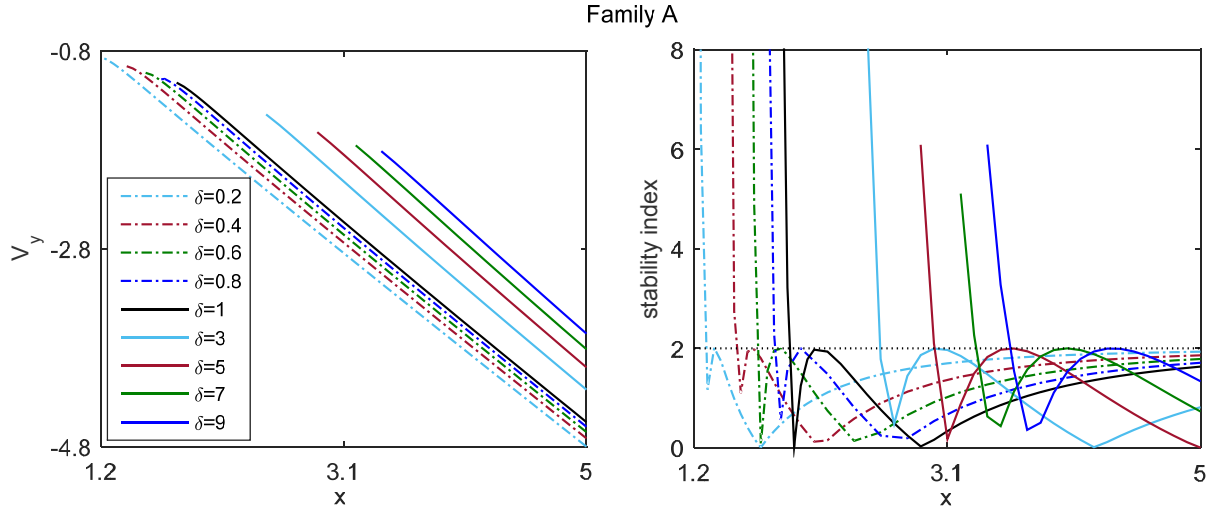 Family A
-0.8
-2.8
-4.8
V_y
1.2
3.1
5
x
δ=0.2
δ=0.4
δ=0.6
δ=0.8
δ=1
δ=3
δ=5
δ=7
δ=9
8
6
4
2
0
stability index
1.2
3.1
5
x